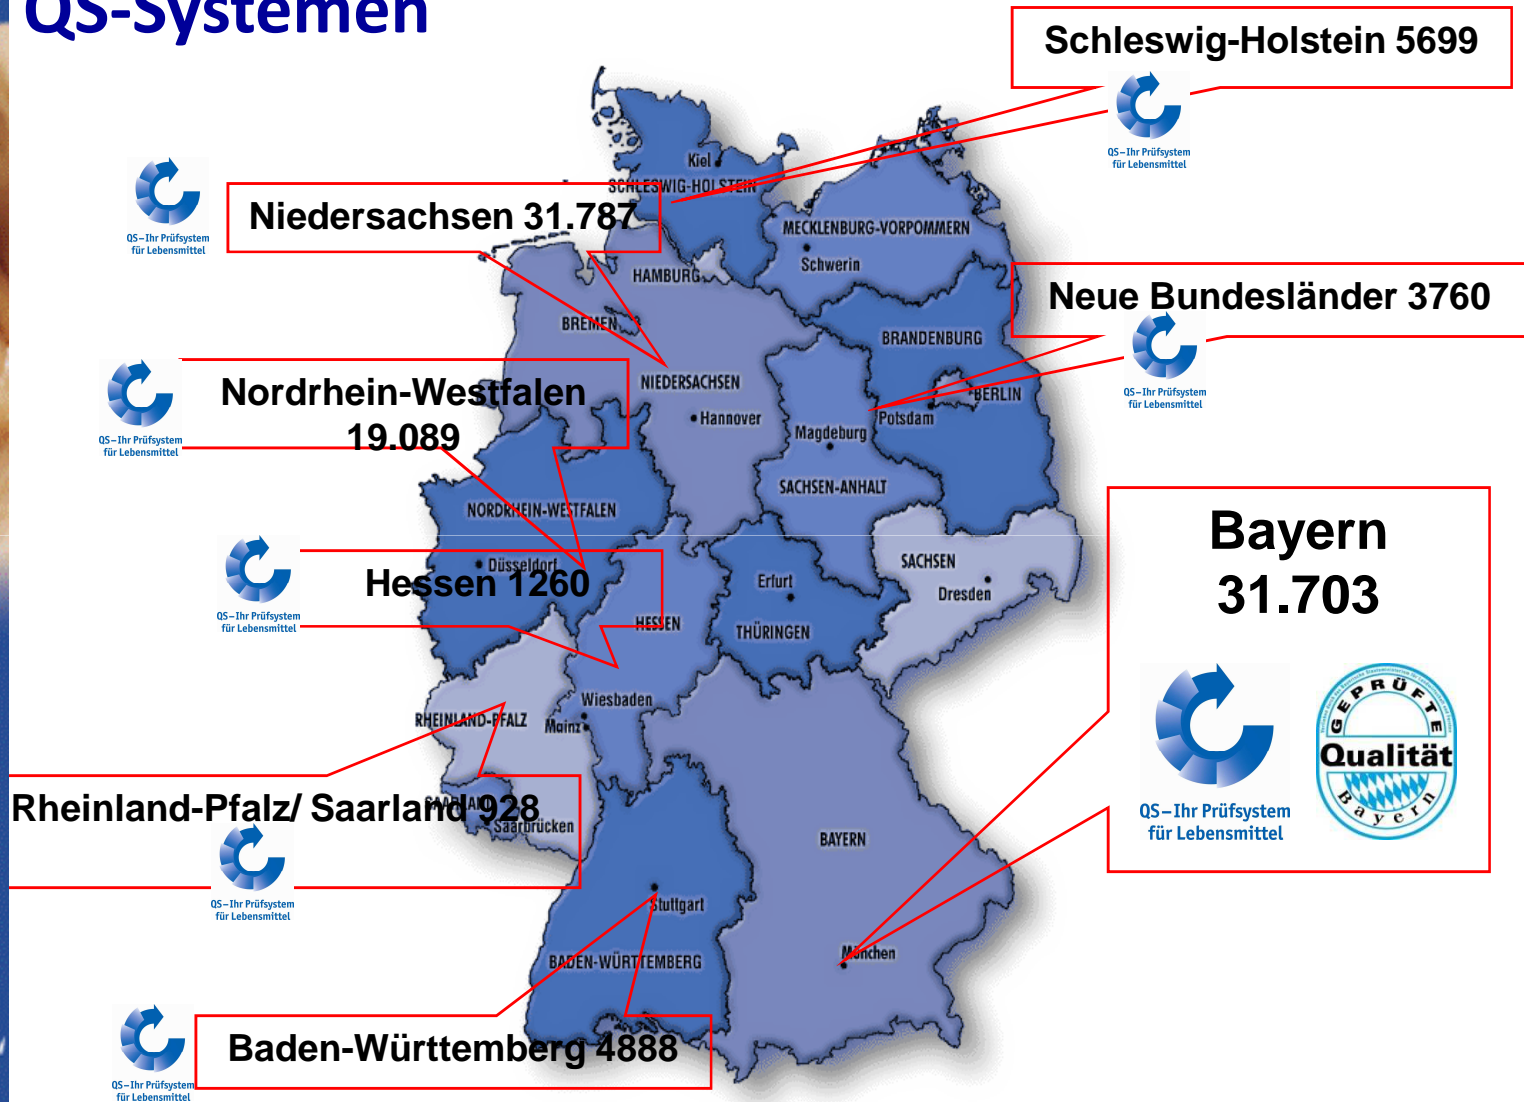 QS-Systemen
Schleswig-Holstein 5699
QS–Ihr Prüfsystem
für Lebensmittel
Kiel
SCHLESWIG-HOLSTEIN
QS–Ihr Prüfsystem
für Lebensmittel
Niedersachsen 31.787
MECKLENBURG-VORPOMMERN
Schwerin
HAMBURG
Neue Bundesländer 3760
QS–Ihr Prüfsystem
für Lebensmittel
BREMEN
BRANDENBURG
NIEDERSACHSEN
BERLIN
Hannover
Potsdam
Magdeburg
Nordrhein-Westfalen
19.089
QS–Ihr Prüfsystem
für Lebensmittel
SACHSEN-ANHALT
NORDRHEIN-WESTFALEN
Bayern
31.703
QS–Ihr Prüfsystem
für Lebensmittel
GEPRÜFTE
Qualität
Bayern
SACHSEN
Düsseldorf
Hessen 1260
QS–Ihr Prüfsystem
für Lebensmittel
Erfurt
Dresden
HESSEN
THÜRINGEN
Wiesbaden
RHEINLAND-PFALZ
Mainz
Rheinland-Pfalz/ Saarland 928
SAARLAND
Saarbrücken
QS–Ihr Prüfsystem
für Lebensmittel
BAYERN
Stuttgart
München
BADEN-WÜRTTEMBERG
Baden-Württemberg 4888
QS–Ihr Prüfsystem
für Lebensmittel